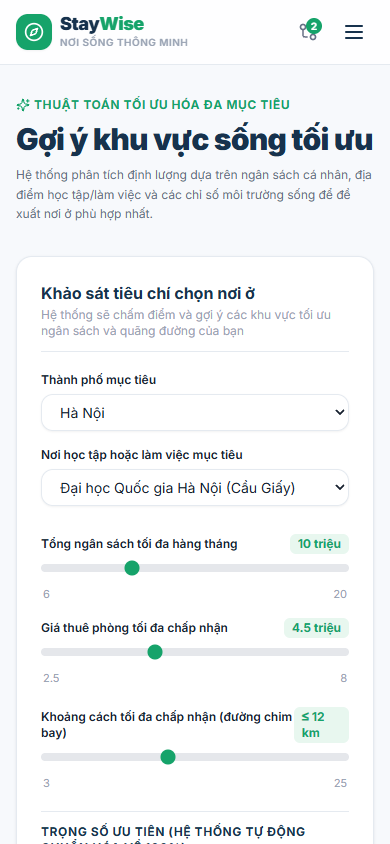 StayWise
NƠI SỐNG THÔNG MINH
2
THUẬT TOÁN TỐI ƯU HÓA ĐA MỤC TIÊU
Gợi ý khu vực sống tối ưu
Hệ thống phân tích định lượng dựa trên ngân sách cá nhân, địa
điểm học tập/làm việc và các chỉ số môi trường sống để đề
xuất nơi ở phù hợp nhất.
Khảo sát tiêu chí chọn nơi ở
Hệ thống sẽ chấm điểm và gợi ý các khu vực tối ưu
ngân sách và quãng đường của bạn
Thành phố mục tiêu
Hà Nội
Nơi học tập hoặc làm việc mục tiêu
Đại học Quốc gia Hà Nội (Cầu Giấy)
Tổng ngân sách tối đa hàng tháng
10 triệu
6
20
Giá thuê phòng tối đa chấp nhận
4.5 triệu
2.5
8
Khoảng cách tối đa chấp nhận (đường chim
bay)
≤ 12
km
3
25
TRỌNG SỐ ƯU TIÊN (HỆ THỐNG TỰ ĐỘNG